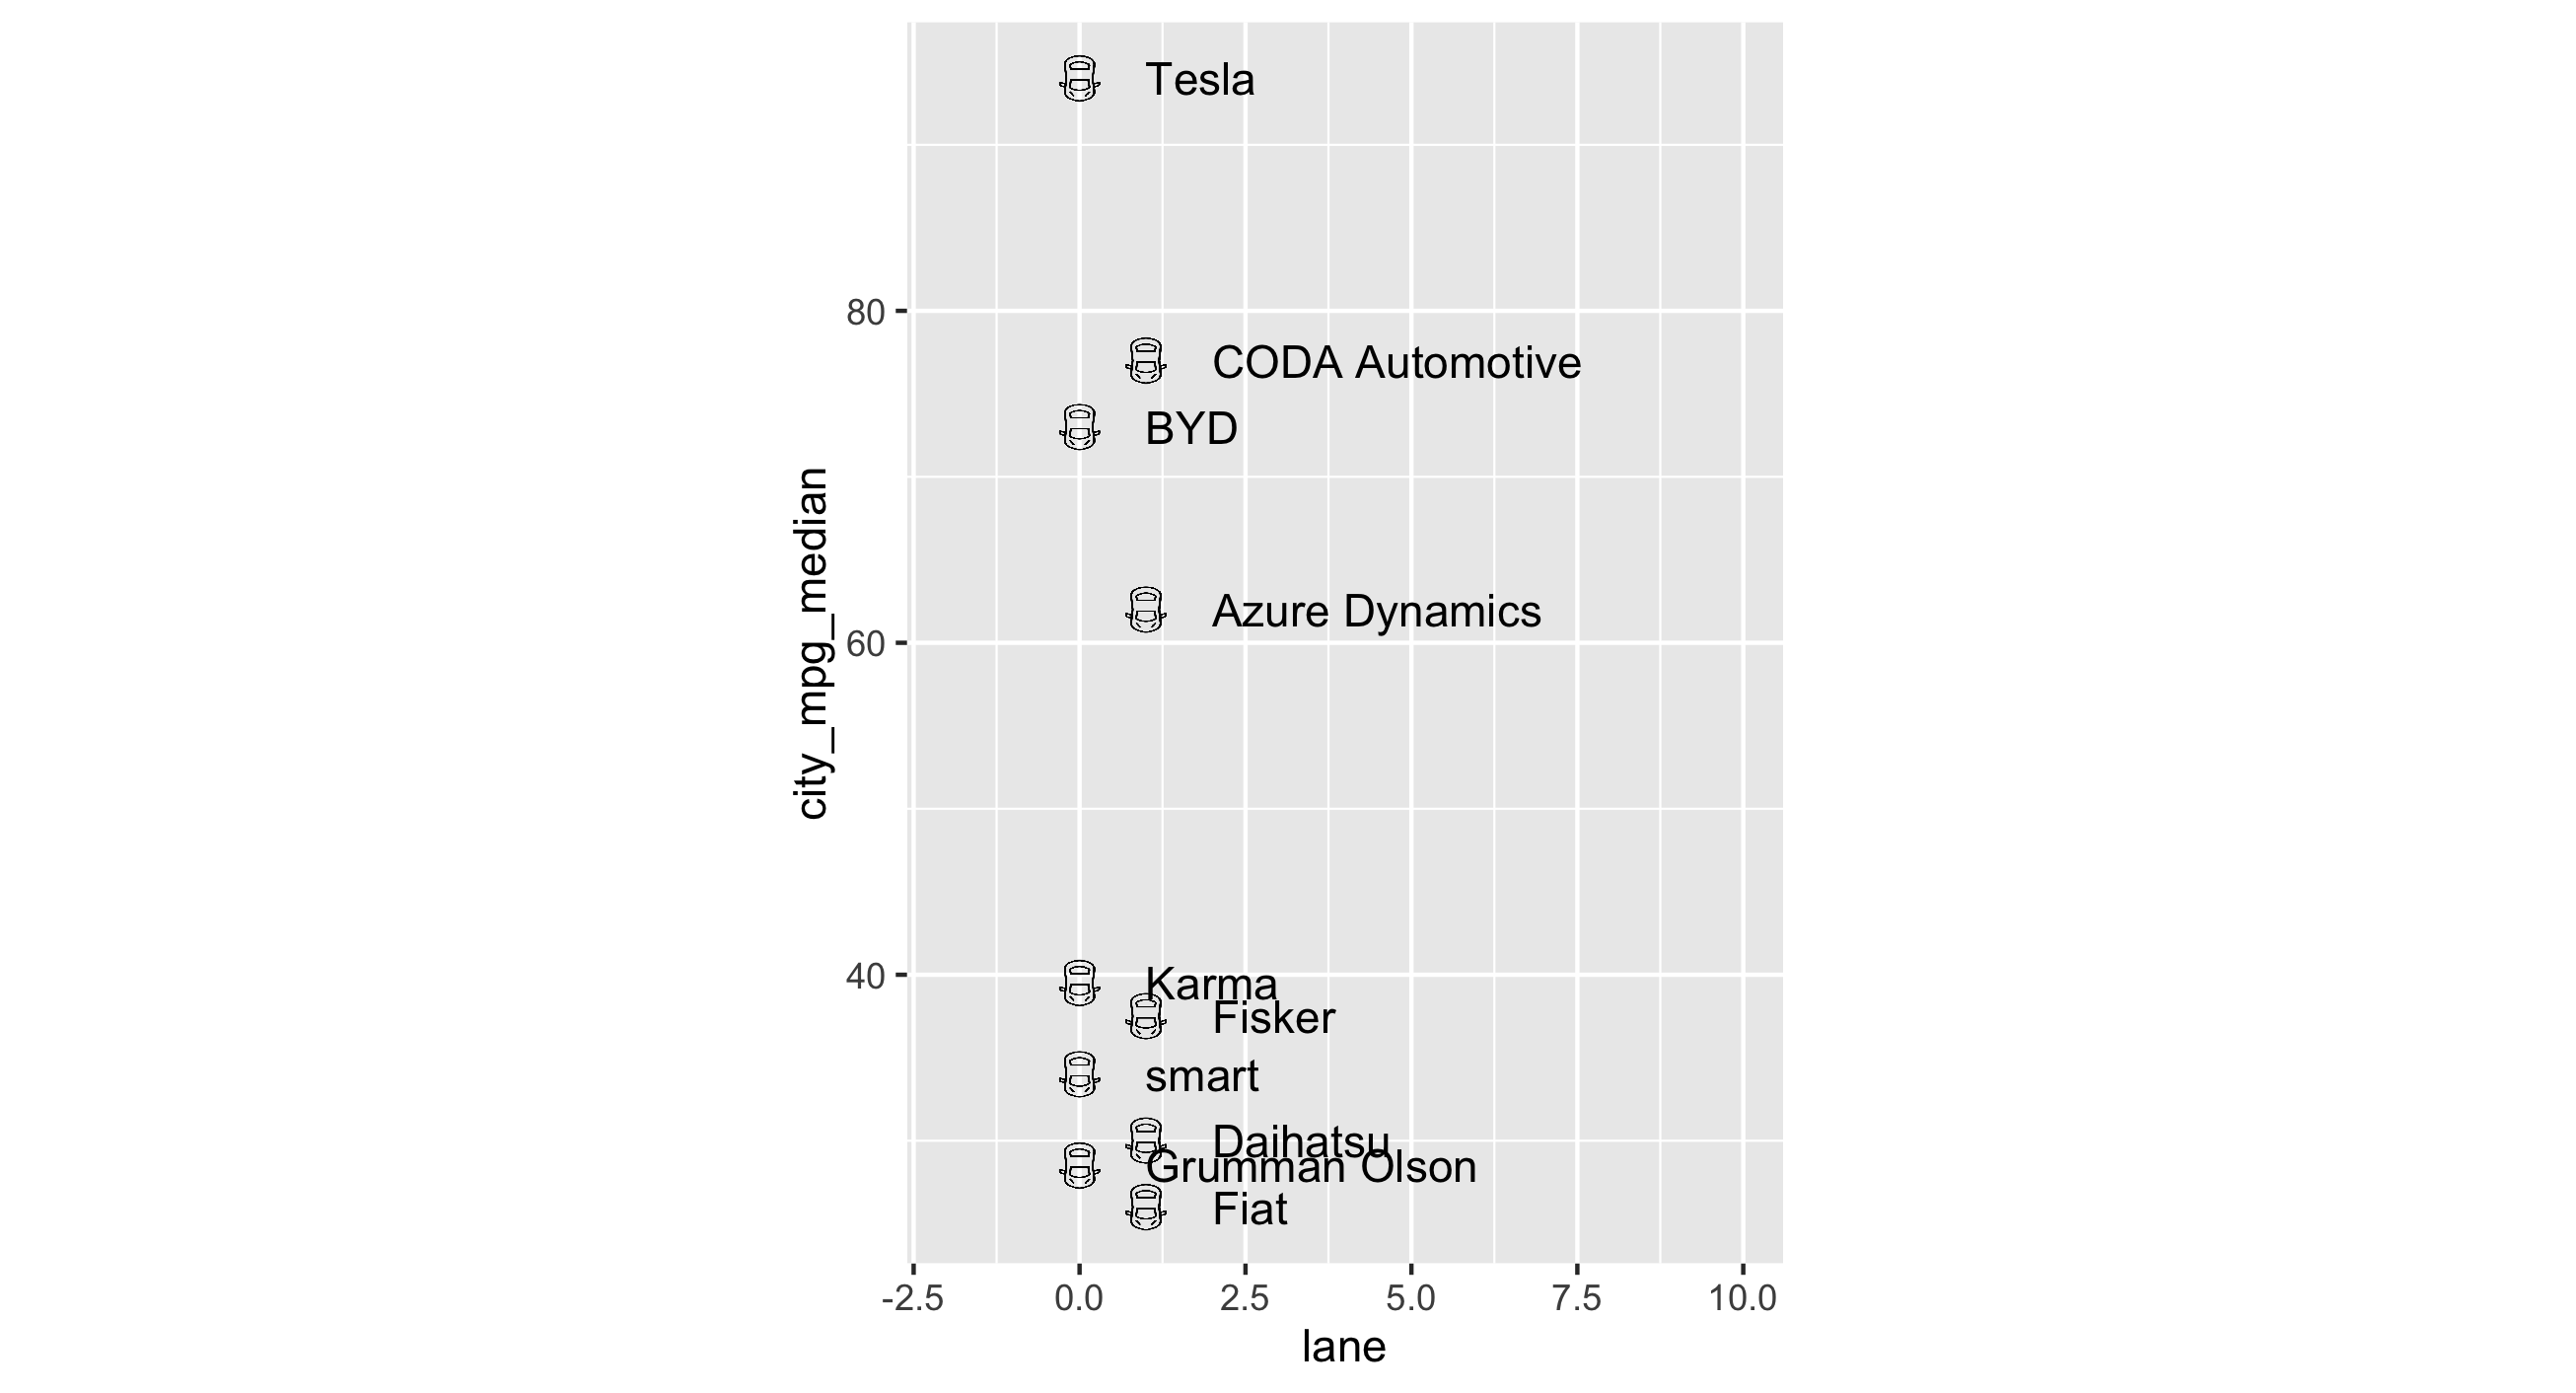 Tesla
80
CODA Automotive
BYD
city_mpg_median
Azure Dynamics
60
40
Karma
Fisker
smart
Daihatsu
Grumman Olson
Fiat
-2.5 0.0 2.5 5.0 7.5 10.0
lane